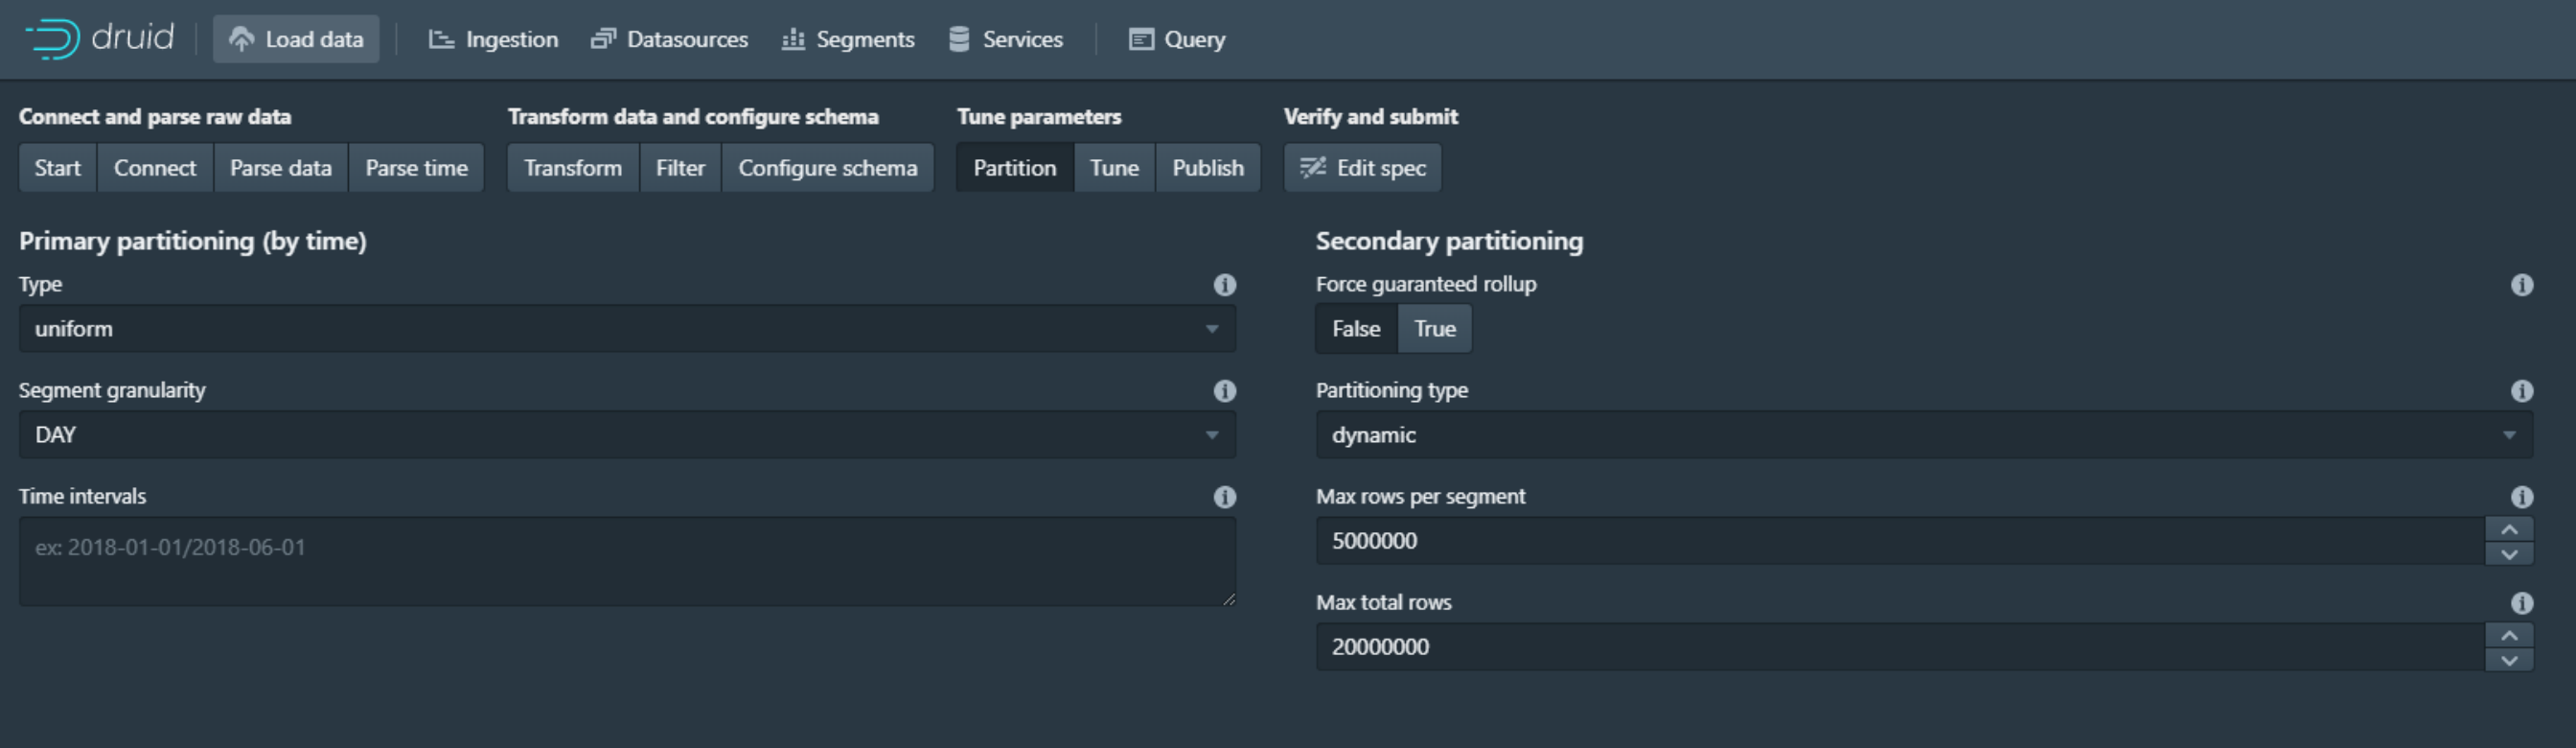 druid Load data Ingestion Datasources Segments Services Query
Connect and parse raw data Transform data and configure schema Tune parameters Verify and submit
Start Connect Parse data Parse time Transform Filter Configure schema Partition Tune Publish Edit spec
Primary partitioning (by time)
Type
uniform
Segment granularity
DAY
Time intervals
ex: 2018-01-01/2018-06-01
Secondary partitioning
Force guaranteed rollup
False True
Partitioning type
dynamic
Max rows per segment
5000000
Max total rows
20000000